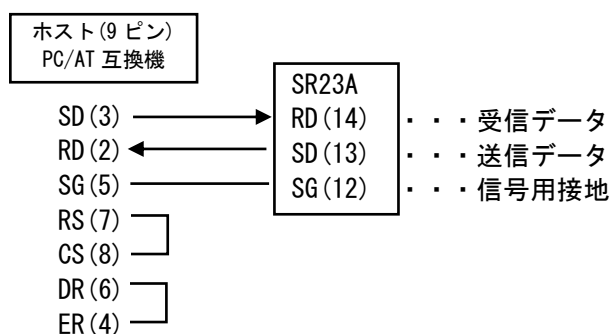 ホスト(9 ピン)
PC/AT 互換機
SR23A
SD(3) RD(14) ・・・受信データ
RD(2) SD(13) ・・・送信データ
SG(5) SG(12) ・・・信号用接地
RS(7)
CS(8)
DR(6)
ER(4)